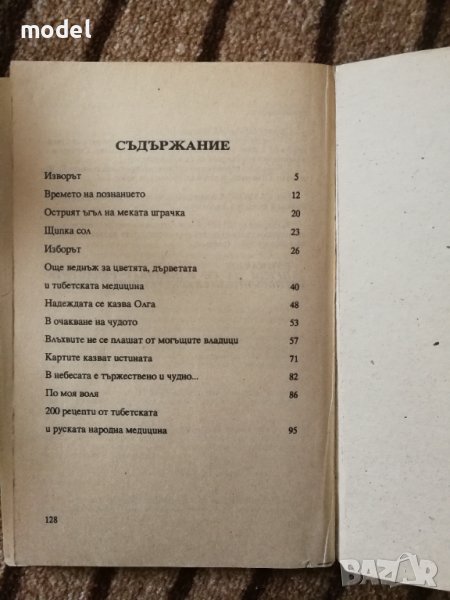 model
СЪДЪРЖАНИЕ
Изворът 5
Времето на познанието 12
Острият ъгъл на меката играчка 20
Щипка сол 23
Изборът 26
Още веднъж за цветята, дърветата
и тибетската медицина 40
Надеждата се казва Олга 48
В очакване на чудото 53
Влъхвите не се плашат от могъщите владици 57
Картите казват истината 71
В небесата е тържествено и чудно... 82
По моя воля 86
200 рецепти от тибетската
и руската народна медицина 95
128
BAZAR